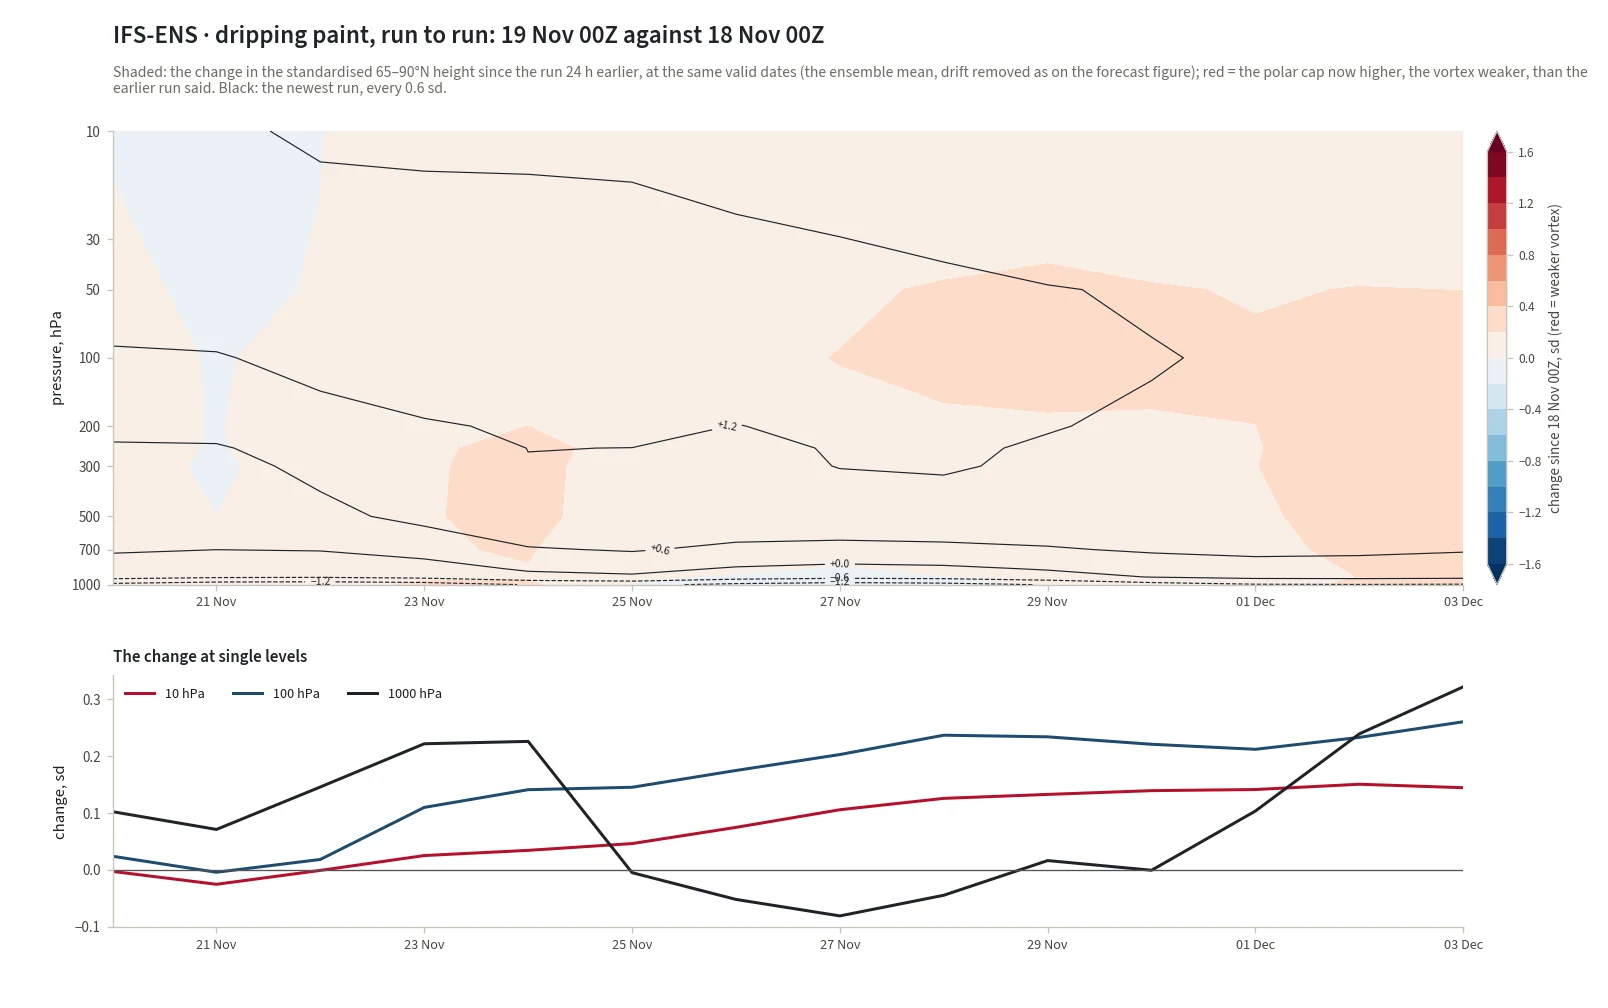 IFS-ENS · dripping paint, run to run: 19 Nov 00Z against 18 Nov 00Z
Shaded: the change in the standardised 65–90°N height since the run 24 h earlier, at the same valid dates (the ensemble mean, drift removed as on the forecast figure); red = the polar cap now higher, the vortex weaker, than the
earlier run said. Black: the newest run, every 0.6 sd.
pressure, hPa
10
30
50
100
200
300
500
700
1000
+1.2
+0.6
+0.0
−0.6
−1.2
−1.2
21 Nov
23 Nov
25 Nov
27 Nov
29 Nov
01 Dec
03 Dec
1.6
1.2
0.8
0.4
0.0
−0.4
−0.8
−1.2
−1.6
change since 18 Nov 00Z, sd (red = weaker vortex)
The change at single levels
10 hPa
100 hPa
1000 hPa
change, sd
0.3
0.2
0.1
0.0
−0.1
21 Nov
23 Nov
25 Nov
27 Nov
29 Nov
01 Dec
03 Dec